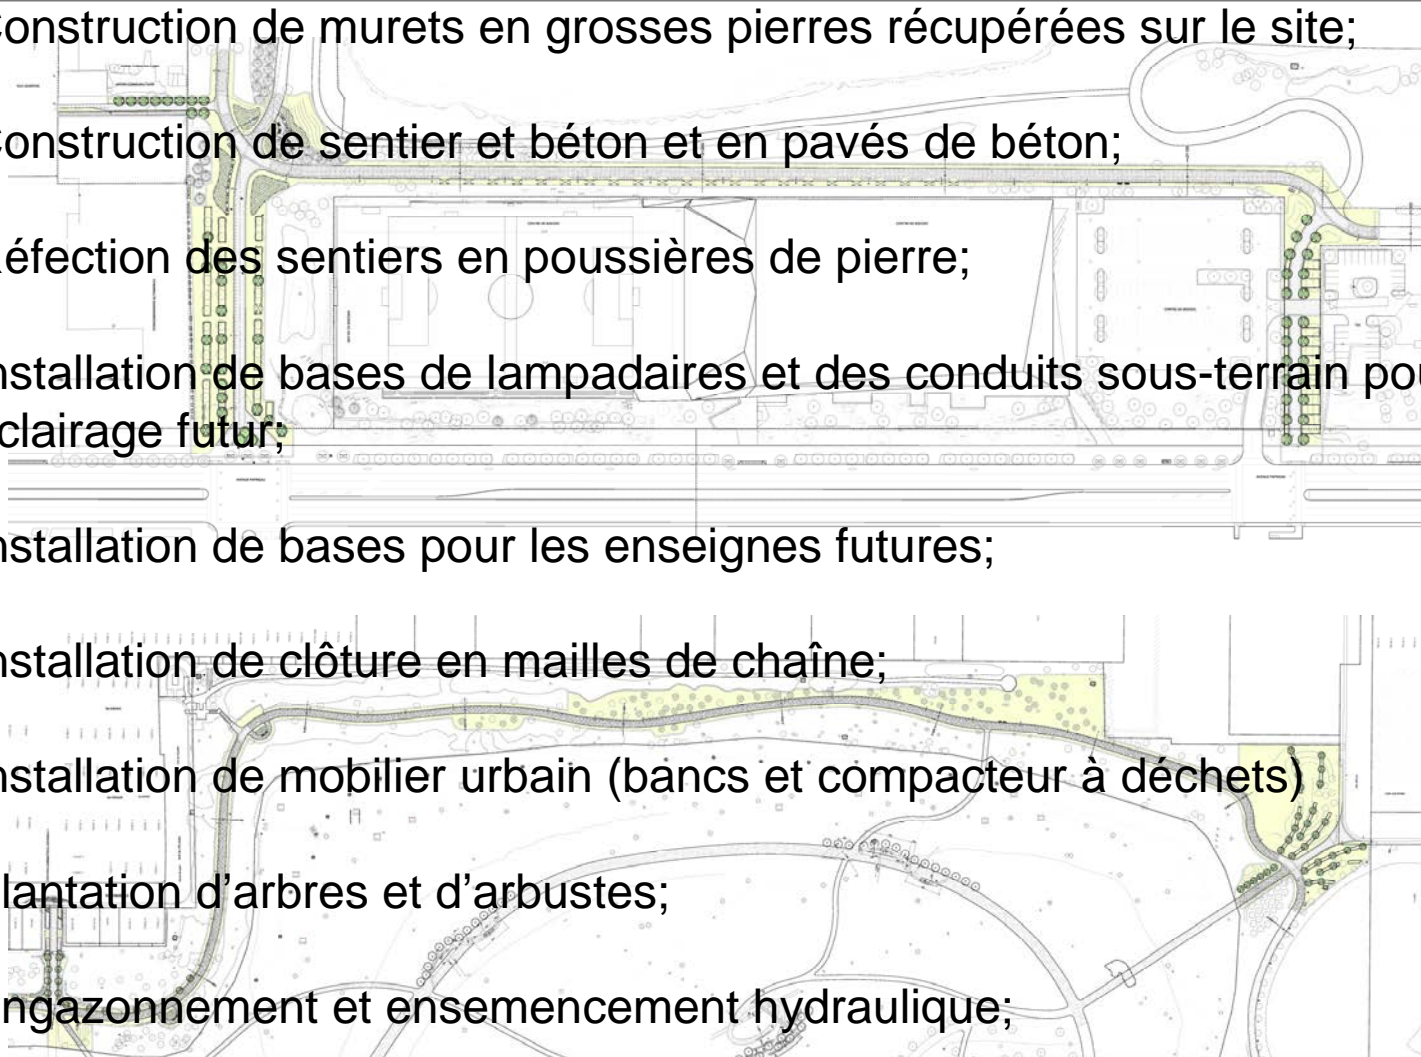 Construction de murets en grosses pierres récupérées sur le site;
Construction de sentier et béton et en pavés de béton;
éfection des sentiers en poussières de pierre;
nstallation de bases de lampadaires et des conduits sous-terrain pou
clairage futur;
nstallation de bases pour les enseignes futures;
nstallation de clôture en mailles de chaîne;
nstallation de mobilier urbain (bancs et compacteur à déchets)
lantation d’arbres et d’arbustes;
ngazonnement et ensemencement hydraulique;